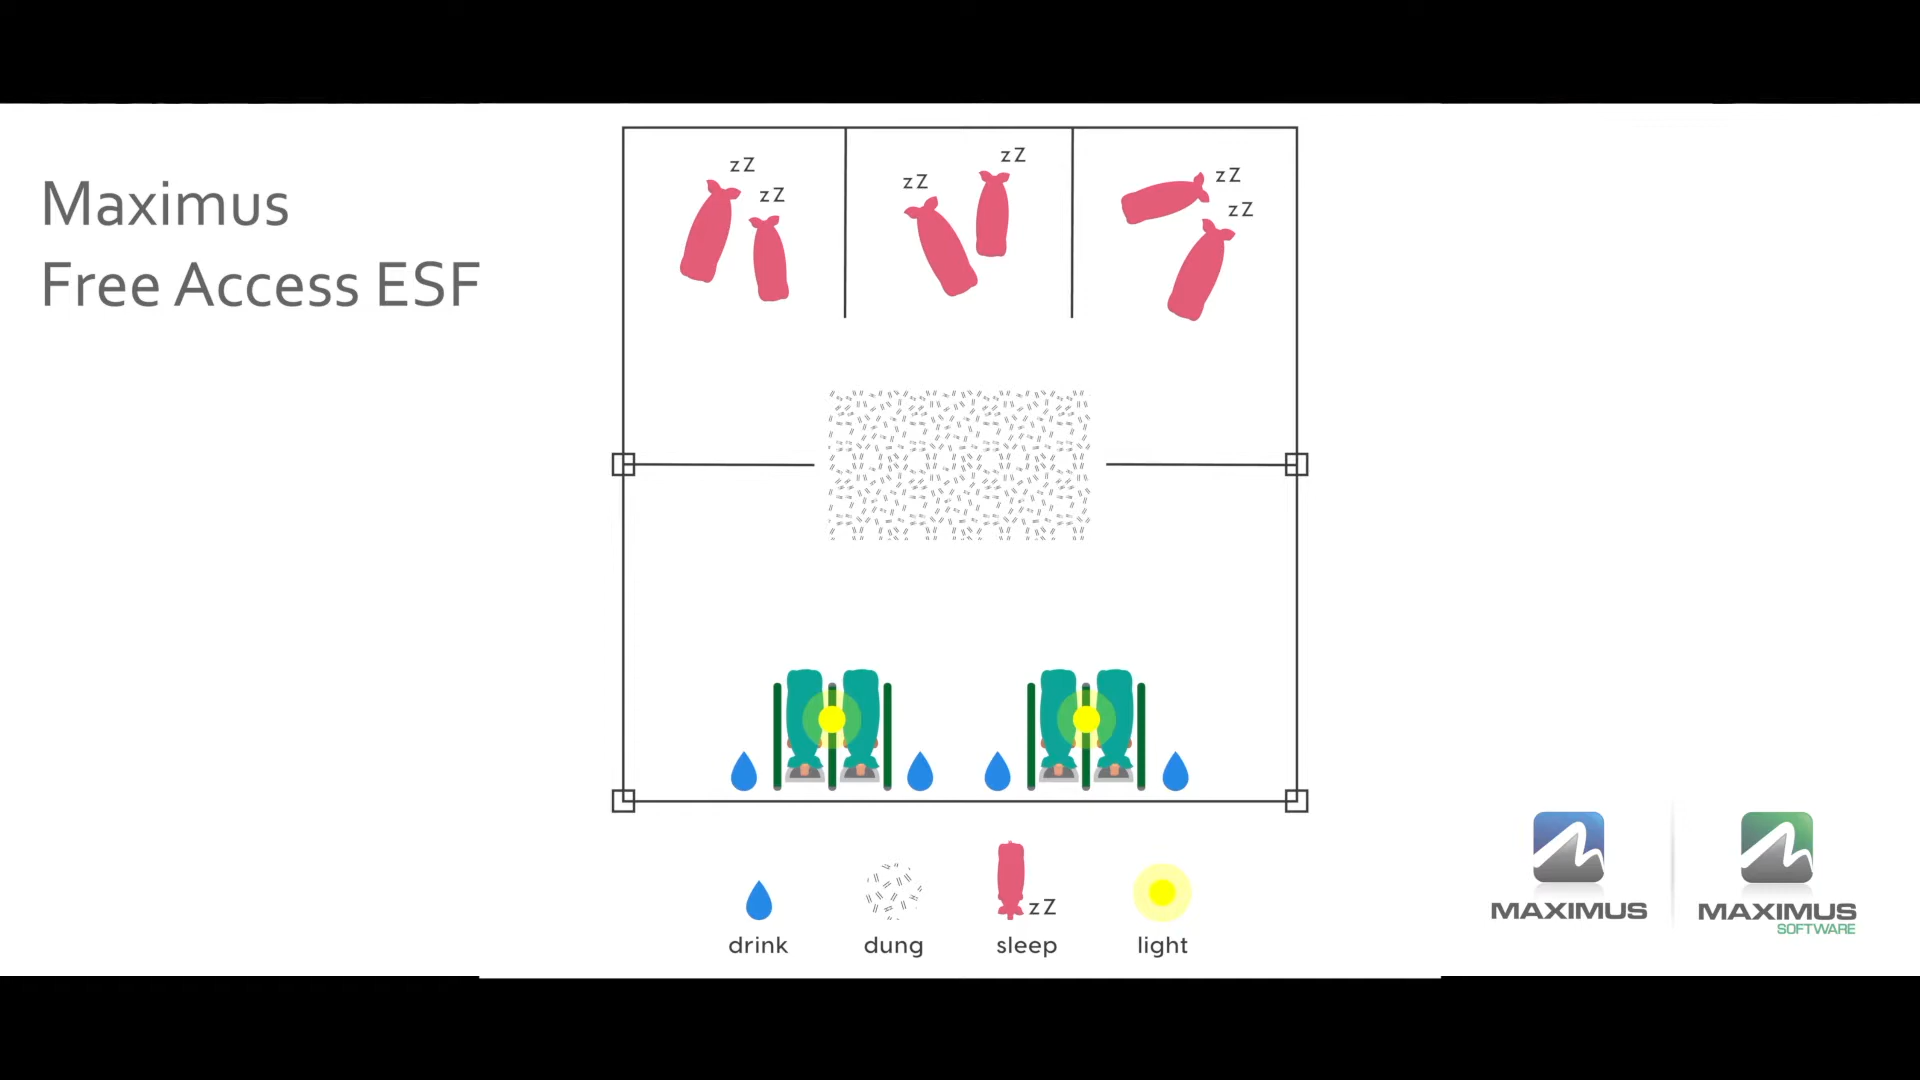 Maximus
Free Access ESF
zZ
zZ
zZ
zZ
zZ
zZ
zZ
drink
dung
sleep
light
MAXIMUS
MAXIMUS
SOFTWARE